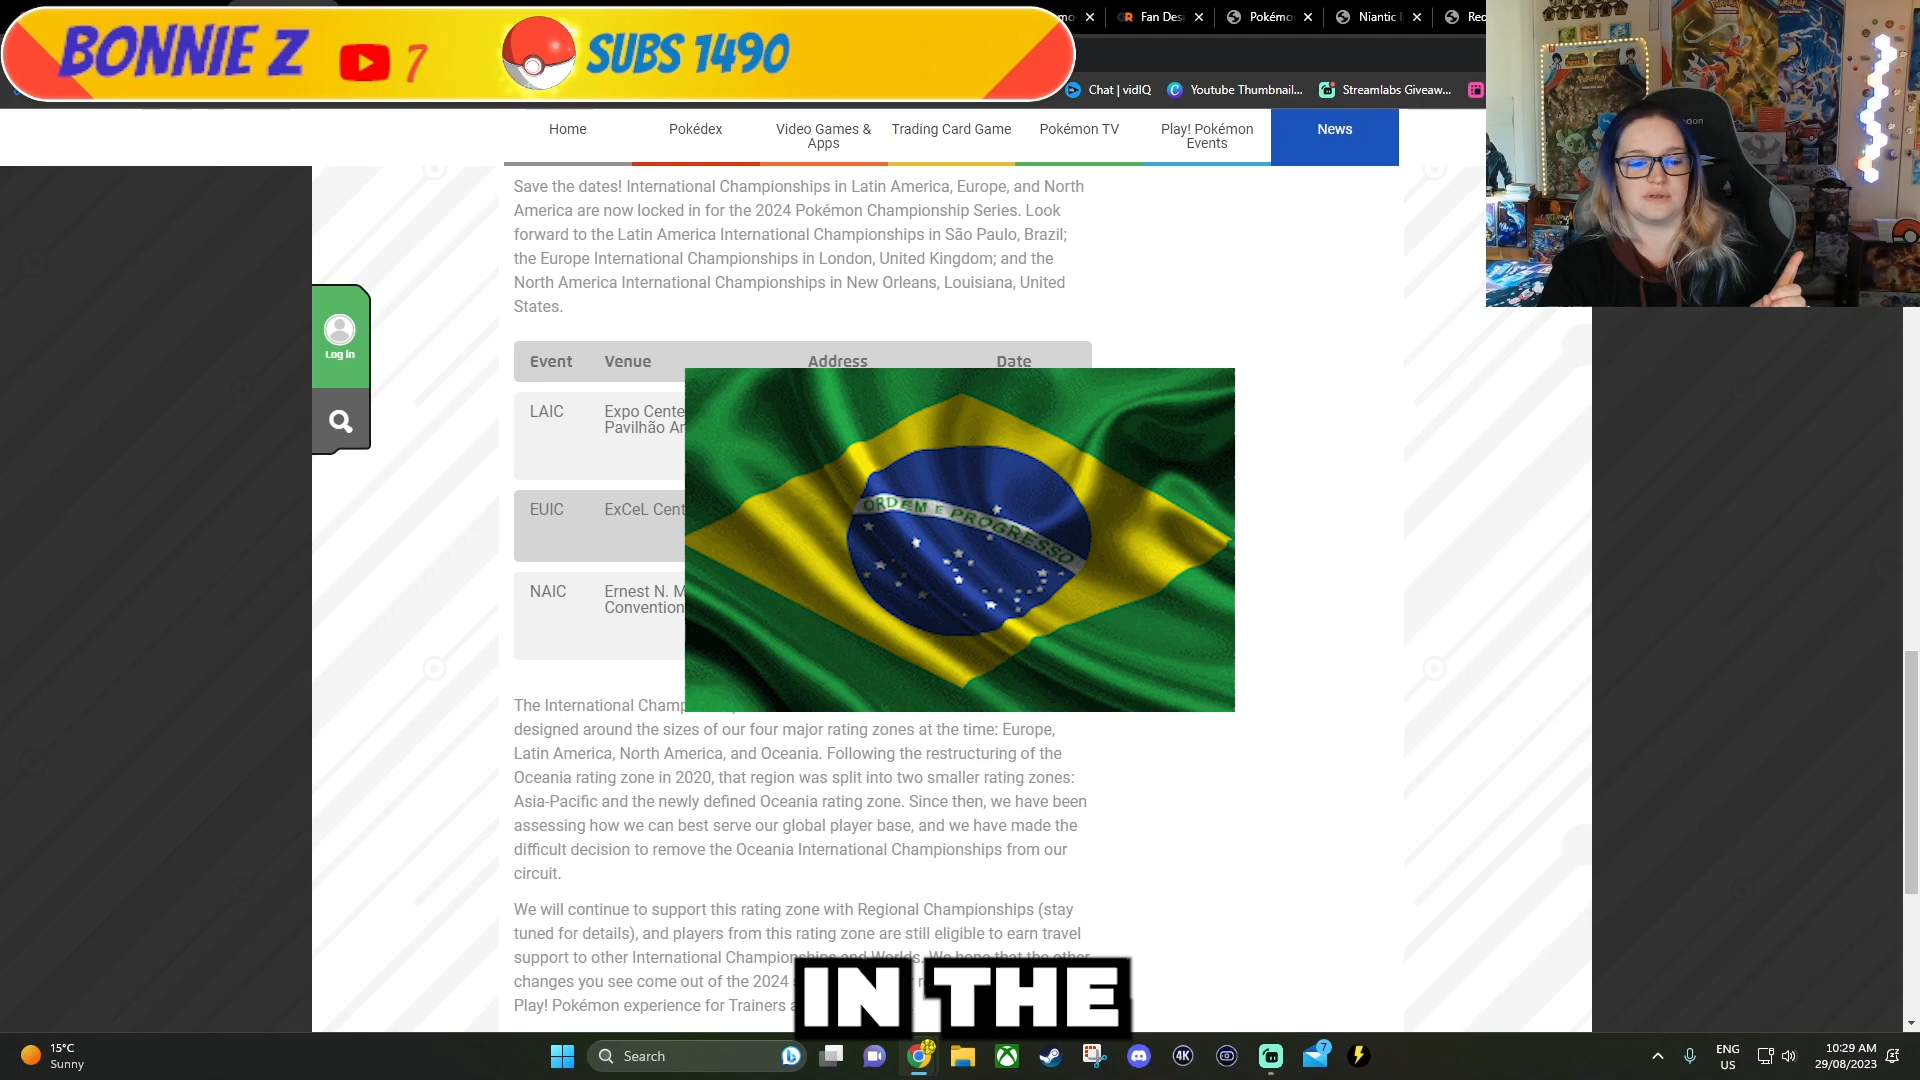 BONNIE Z 7 SUBS 1490
Fan Desi
Pokémo
Niantic
Rec
Chat | vidIQ
Youtube Thumbnail...
Streamlabs Giveaw...
Home
Pokédex
Video Games &
Apps
Trading Card Game
Pokémon TV
Play! Pokémon
Events
News
Log in
Save the dates! International Championships in Latin America, Europe, and North
America are now locked in for the 2024 Pokémon Championship Series. Look
forward to the Latin America International Championships in São Paulo, Brazil;
the Europe International Championships in London, United Kingdom; and the
North America International Championships in New Orleans, Louisiana, United
States.
Event Venue Address Date
LAIC Expo Cente
Pavilhão An
EUIC ExCeL Cent
NAIC Ernest N. M
Convention
ORDEM E PROGRESSO
The International Champ
designed around the sizes of our four major rating zones at the time: Europe,
Latin America, North America, and Oceania. Following the restructuring of the
Oceania rating zone in 2020, that region was split into two smaller rating zones:
Asia-Pacific and the newly defined Oceania rating zone. Since then, we have been
assessing how we can best serve our global player base, and we have made the
difficult decision to remove the Oceania International Championships from our
circuit.
We will continue to support this rating zone with Regional Championships (stay
tuned for details), and players from this rating zone are still eligible to earn travel
support to other International Championships and Worlds. We hope that the other
changes you see come out of the 2024
Play! Pokémon experience for Trainers a
IN THE
15°C
Sunny
Search
4K
7
ENG
US
10:29 AM
29/08/2023